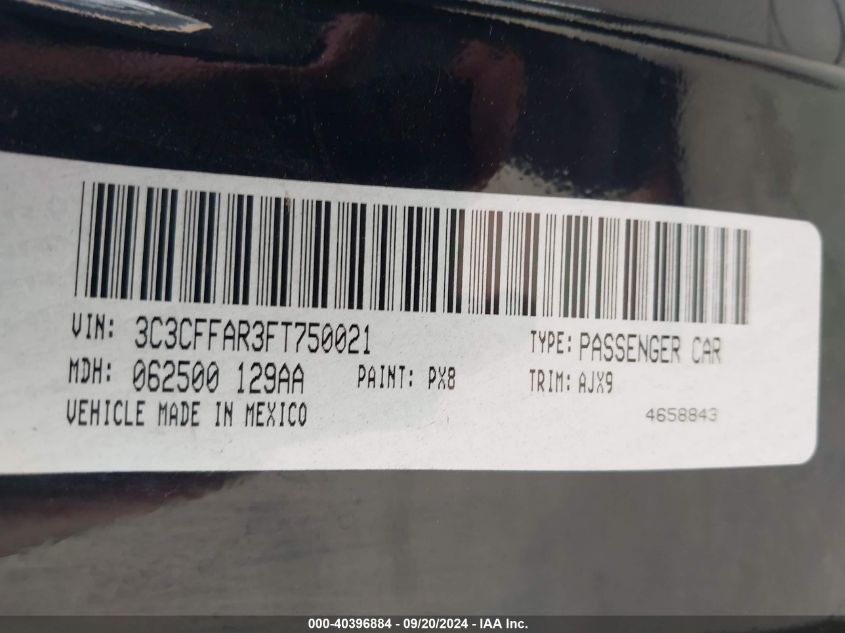 VIN: 3C3CFFAR3FT750021 TYPE: PASSENGER CAR
MDH: 062500 129AA PAINT: PX8 TRIM: AJX9
VEHICLE MADE IN MEXICO 4658843
000-40396884 - 09/20/2024 - IAA Inc.